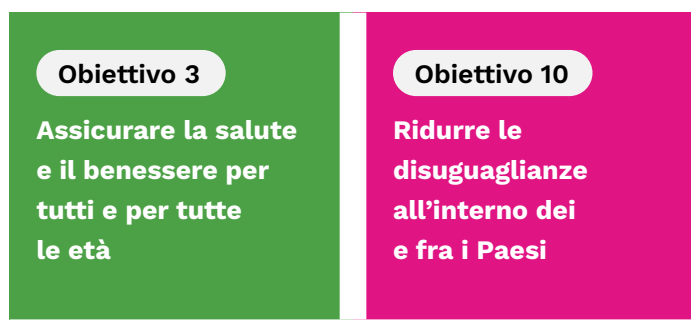 Obiettivo 3
Assicurare la salute
e il benessere per
tutti e per tutte
le età
Obiettivo 10
Ridurre le
disuguaglianze
all’interno dei
e fra i Paesi